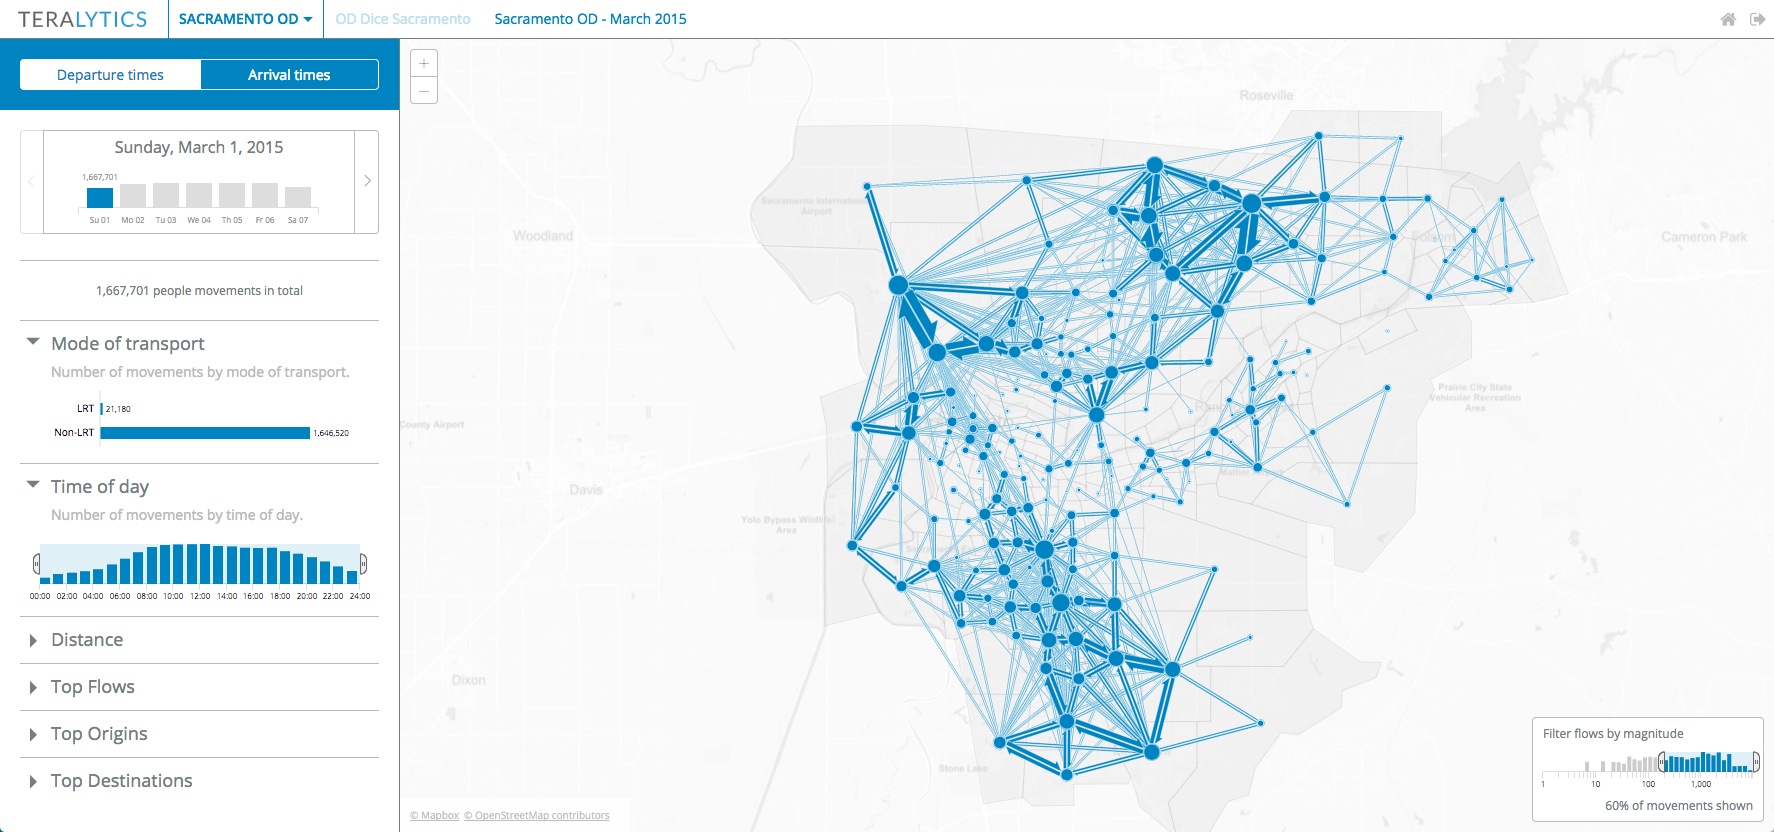 TERALYTICS
SACRAMENTO OD
OD Dice Sacramento
Sacramento OD - March 2015
Departure times
Arrival times
Sunday, March 1, 2015
1,667,701
Su 01 Mo 02 Tu 03 We 04 Th 05 Fr 06 Sa 07
1,667,701 people movements in total
Mode of transport
Number of movements by mode of transport.
LRT 21,180
Non-LRT 1,646,520
Time of day
Number of movements by time of day.
00:00 02:00 04:00 06:00 08:00 10:00 12:00 14:00 16:00 18:00 20:00 22:00 24:00
Distance
Top Flows
Top Origins
Top Destinations
+
–
Roseville
Sacramento International
Airport
Woodland
Folsom
Cameron Park
Prairie City State
Vehicular Recreation
Area
County Airport
Davis
Mather
Yolo Bypass Wildlife
Area
Dixon
Stone Lake
© Mapbox © OpenStreetMap contributors
Filter flows by magnitude
1 10 100 1,000
60% of movements shown